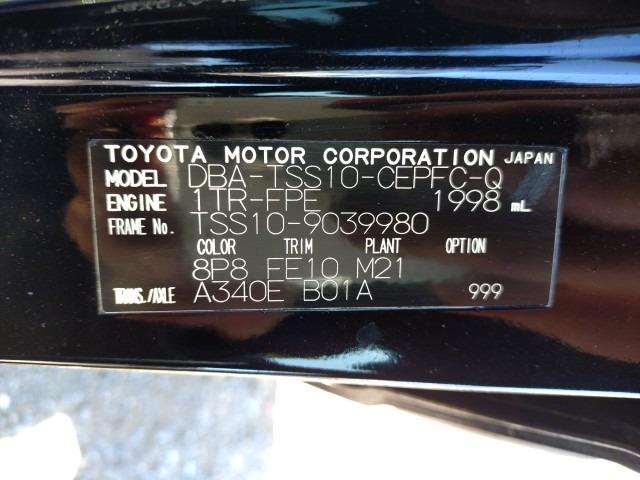 TOYOTA MOTOR CORPORATION JAPAN
MODEL DBA-TSS10-CEPFC-Q
ENGINE 1TR-FPE 1998 mL
FRAME No. TSS10-9039980
COLOR TRIM PLANT OPTION
8P8 FE10 M21
TRANS./AXLE A340E B01A 999